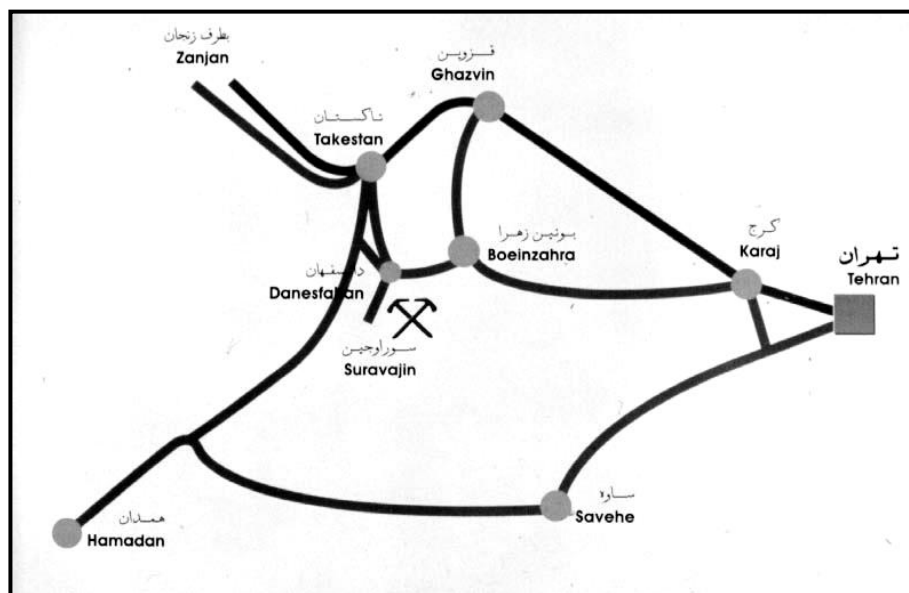 بطرف زنجان
Zanjan
قزوین
Ghazvin
تاکستان
Takestan
بوئین زهرا
Boeinzahra
کرج
Karaj
تهران
Tehran
Danesfahan
سوراوجین
Suravajin
ساوه
Savehe
همدان
Hamadan